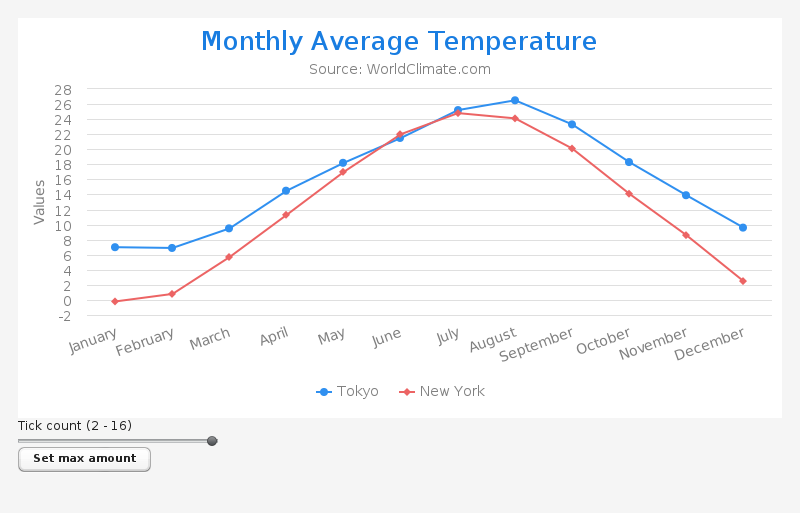 Monthly Average Temperature
Source: WorldClimate.com
28
26
24
22
20
18
16
14
12
10
8
6
4
2
0
-2
Values
January
February
March
April
May
June
July
August
September
October
November
December
Tokyo
New York
Tick count (2 - 16)
Set max amount